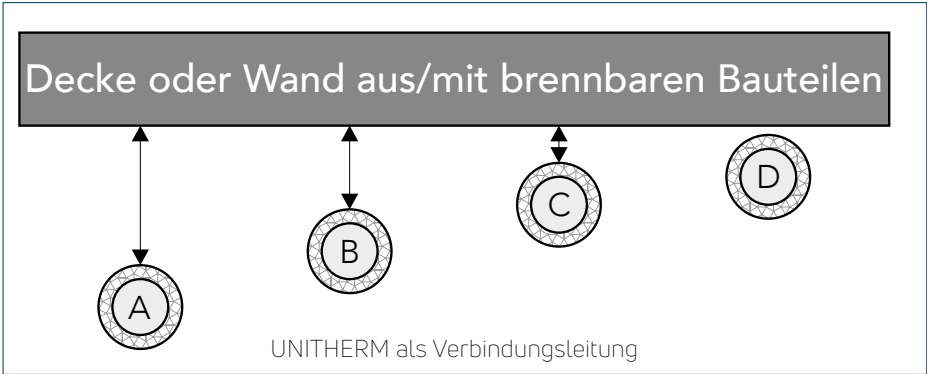 Decke oder Wand aus/mit brennbaren Bauteilen
A
B
C
D
UNITHERM als Verbindungsleitung